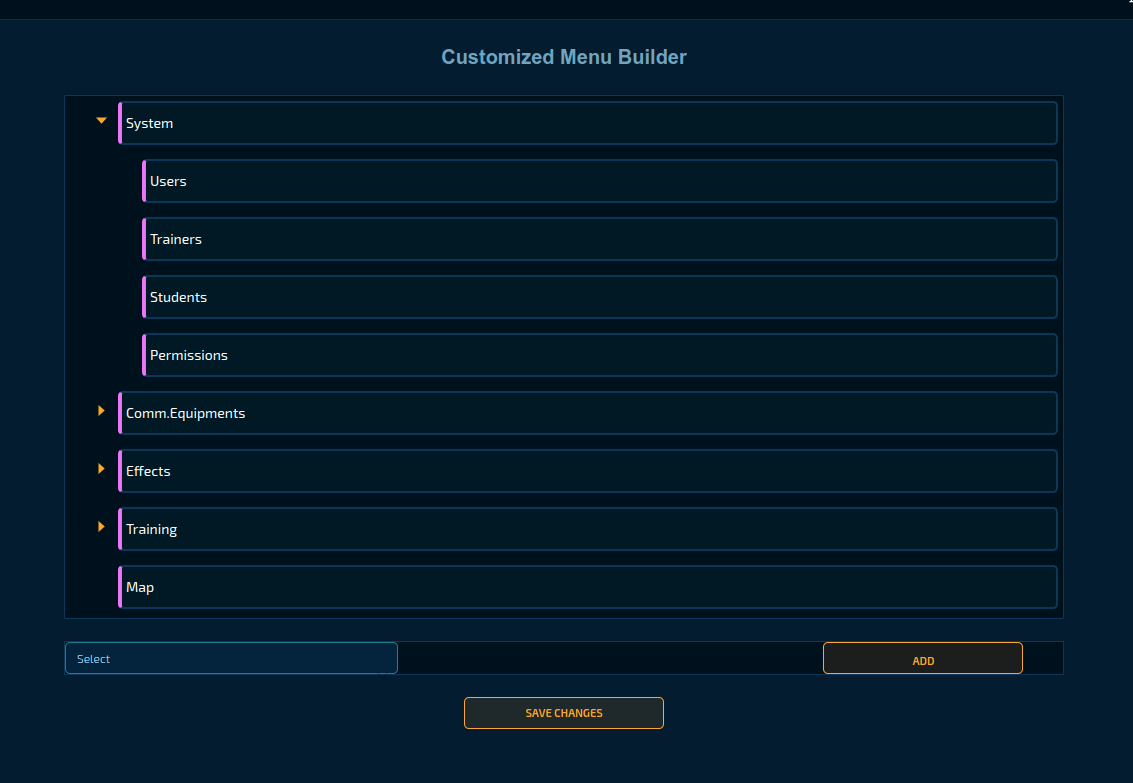 Customized Menu Builder
System
Users
Trainers
Students
Permissions
Comm.Equipments
Effects
Training
Map
Select
ADD
SAVE CHANGES